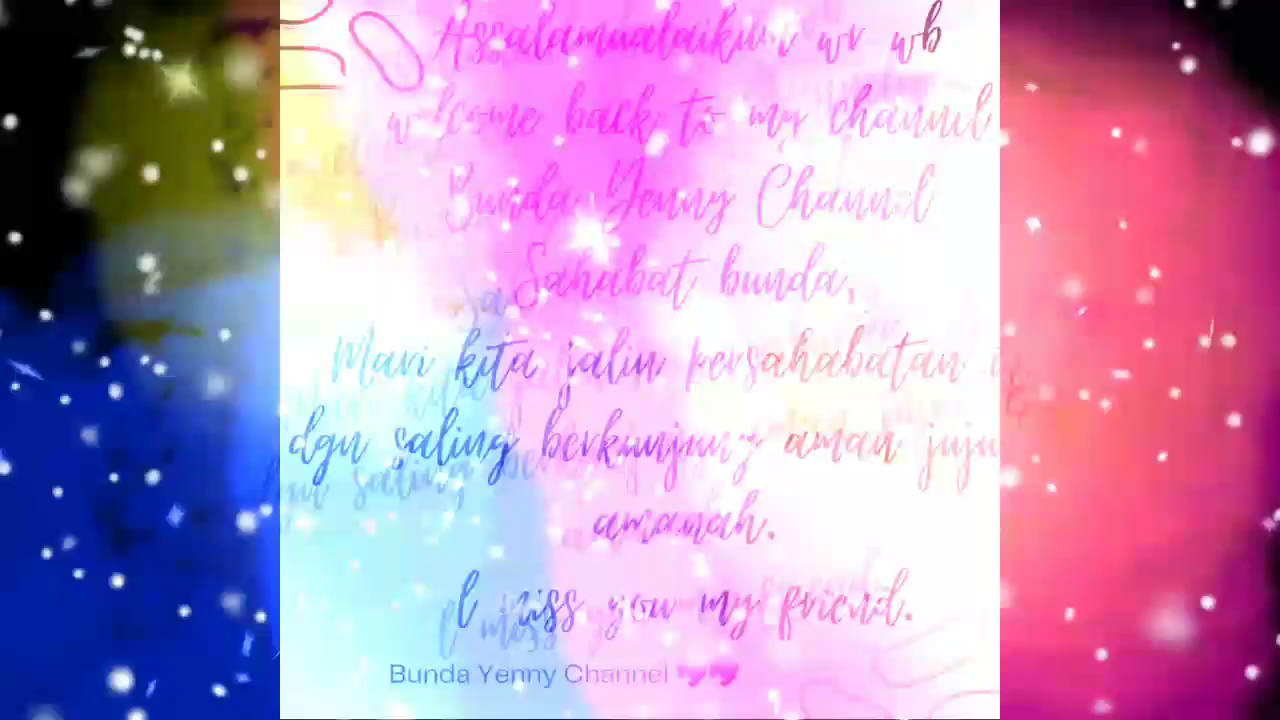 Assalamualaikum wr wb
welcome back to my channel
Bunda Yenny Channel
Sahabat bunda,
Mari kita jalin persahabatan
dgn saling berkunjung aman juju
amanah.
I miss you my friend.
Bunda Yenny Channel 💜💜